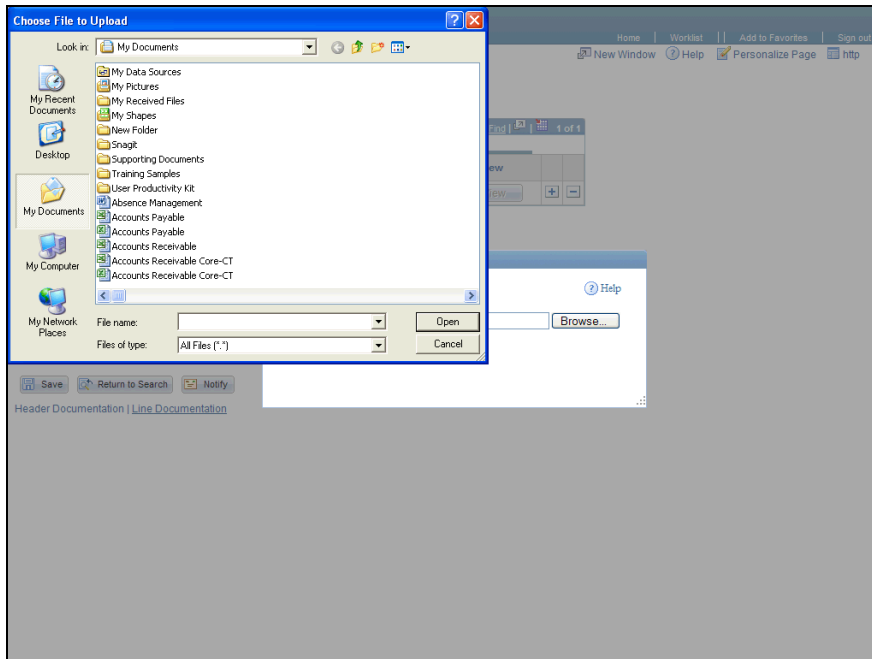 Choose File to Upload
Look in: My Documents
My Recent
Documents
Desktop
My Documents
My Computer
My Network
Places
My Data Sources
My Pictures
My Received Files
My Shapes
New Folder
Snagit
Supporting Documents
Training Samples
User Productivity Kit
Absence Management
Accounts Payable
Accounts Payable
Accounts Receivable
Accounts Receivable Core-CT
Accounts Receivable Core-CT
File name: Open
Files of type: All Files (*.*) Cancel
Home | Worklist || Add to Favorites | Sign out
New Window Help Personalize Page http
Find | | 1 of 1
Help
Browse...
Save Return to Search Notify
Header Documentation | Line Documentation